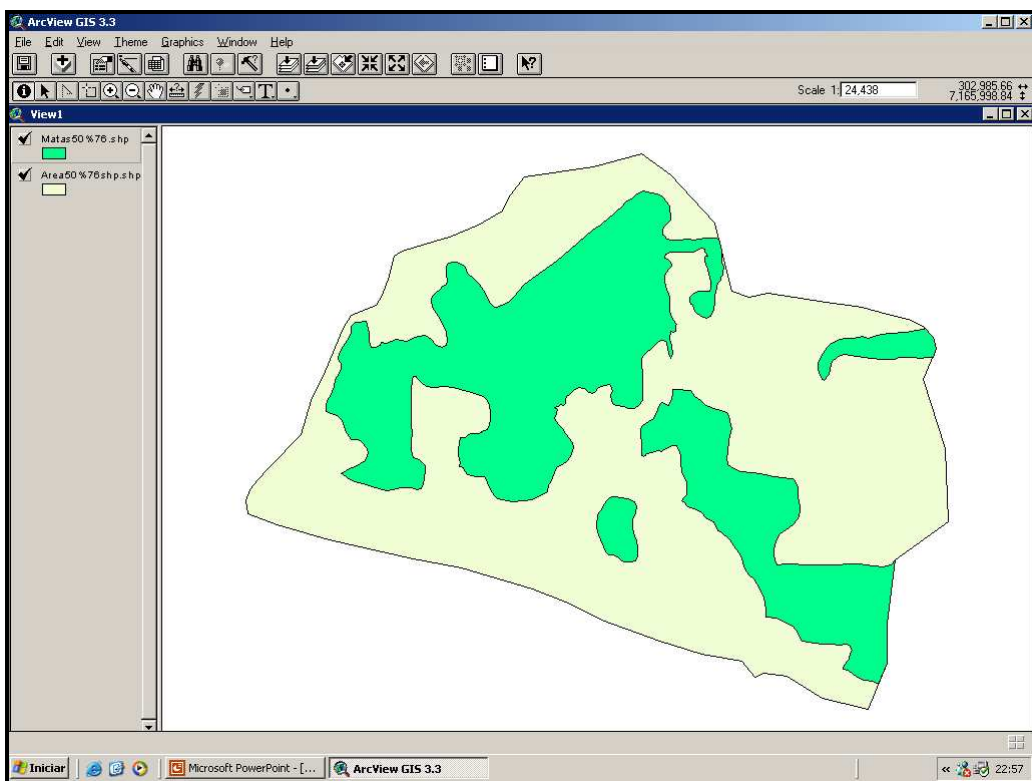 ArcView GIS 3.3
File Edit View Theme Graphics Window Help
Scale 1: 24,438
302,985.66
7,165,998.84
View1
Matas50%76.shp
Area50%76shp.shp
Iniciar
Microsoft PowerPoint - [...
ArcView GIS 3.3
22:57